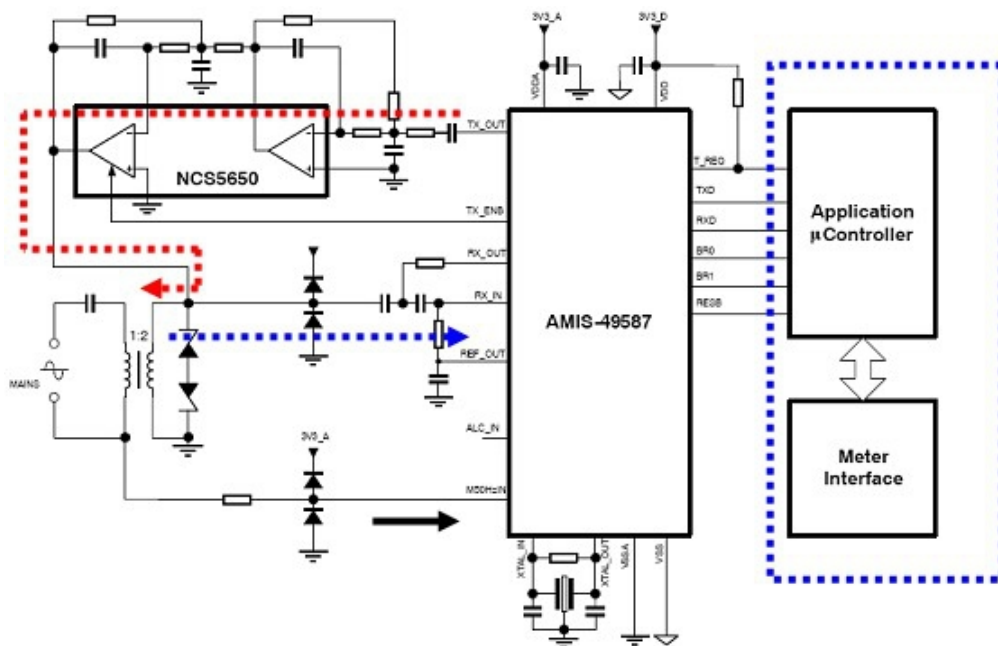 3V3_A
3V3_D
VDDA
VDD
TX_OUT
NCS5650
TX_ENB
T_REQ
TXD
RXD
BR0
BR1
RESB
Application
µController
RX_OUT
RX_IN
AMIS-49587
1:2
REF_OUT
MAINS
ALC_IN
3V3_A
M50HzIN
Meter
Interface
XTAL_IN
XTAL_OUT
VSSA
VSS